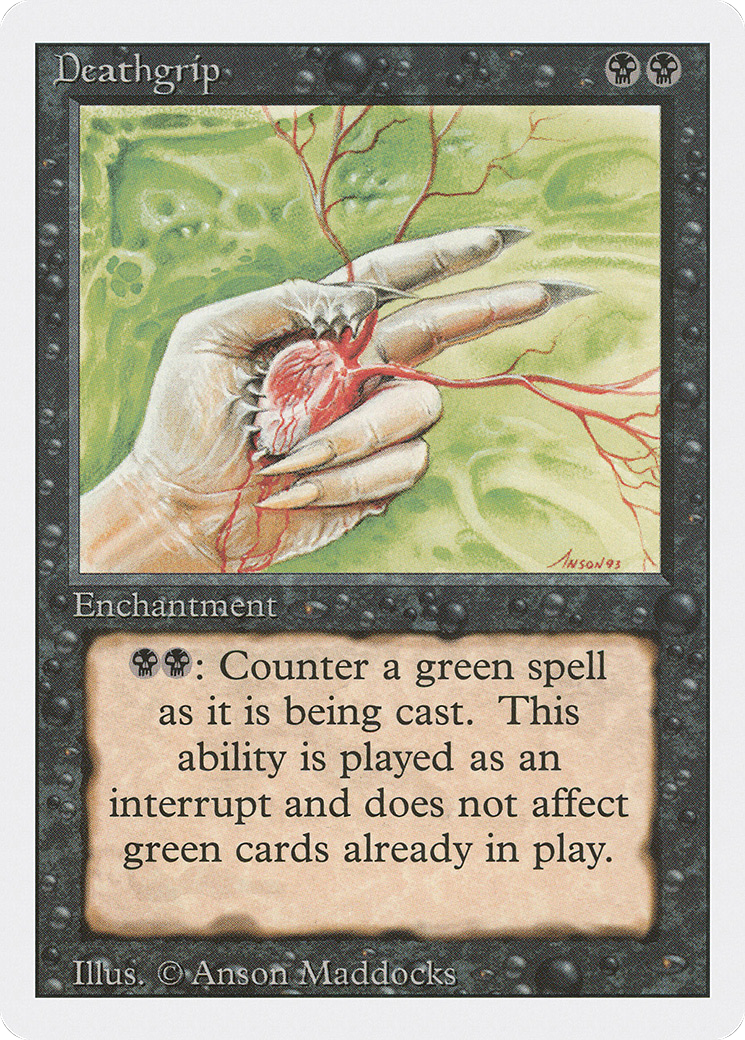 Deathgrip
ANSON 93
Enchantment
: Counter a green spell
as it is being cast. This
ability is played as an
interrupt and does not affect
green cards already in play.
Illus. © Anson Maddocks